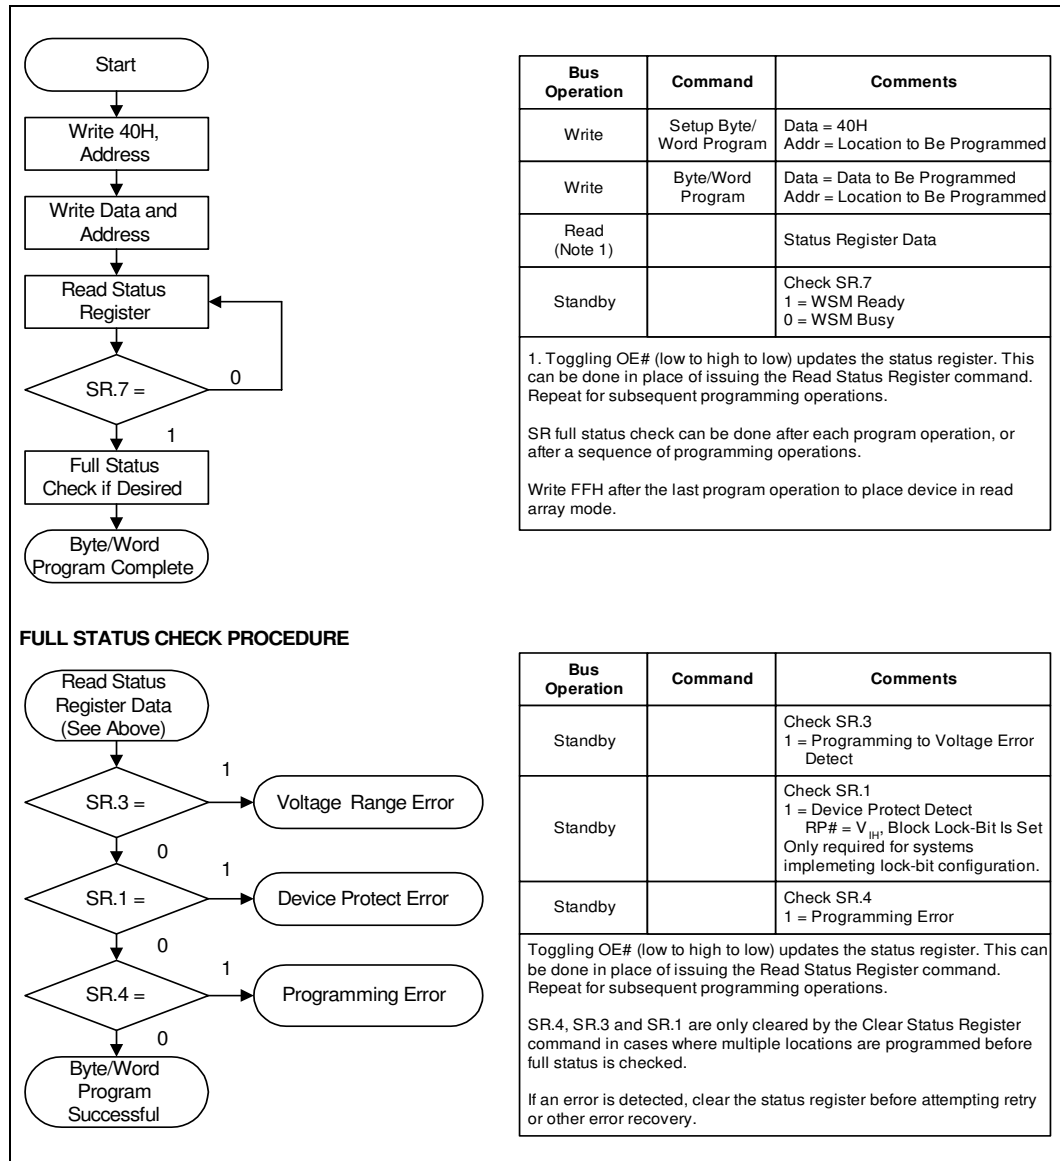 Start
Write 40H,
Address
Write Data and
Address
Read Status
Register
SR.7 =
0
1
Full Status
Check if Desired
Byte/Word
Program Complete
Bus
Operation
Command
Comments
Write
Setup Byte/
Word Program
Data = 40H
Addr = Location to Be Programmed
Write
Byte/Word
Program
Data = Data to Be Programmed
Addr = Location to Be Programmed
Read
(Note 1)
Status Register Data
Standby
Check SR.7
1 = WSM Ready
0 = WSM Busy
1. Toggling OE# (low to high to low) updates the status register. This
can be done in place of issuing the Read Status Register command.
Repeat for subsequent programming operations.
SR full status check can be done after each program operation, or
after a sequence of programming operations.
Write FFH after the last program operation to place device in read
array mode.
FULL STATUS CHECK PROCEDURE
Read Status
Register Data
(See Above)
SR.3 =
1
Voltage Range Error
0
SR.1 =
1
Device Protect Error
0
SR.4 =
1
Programming Error
0
Byte/Word
Program
Successful
Bus
Operation
Command
Comments
Standby
Check SR.3
1 = Programming to Voltage Error
Detect
Standby
Check SR.1
1 = Device Protect Detect
RP# = VIH, Block Lock-Bit Is Set
Only required for systems
implemeting lock-bit configuration.
Standby
Check SR.4
1 = Programming Error
Toggling OE# (low to high to low) updates the status register. This can
be done in place of issuing the Read Status Register command.
Repeat for subsequent programming operations.
SR.4, SR.3 and SR.1 are only cleared by the Clear Status Register
command in cases where multiple locations are programmed before
full status is checked.
If an error is detected, clear the status register before attempting retry
or other error recovery.